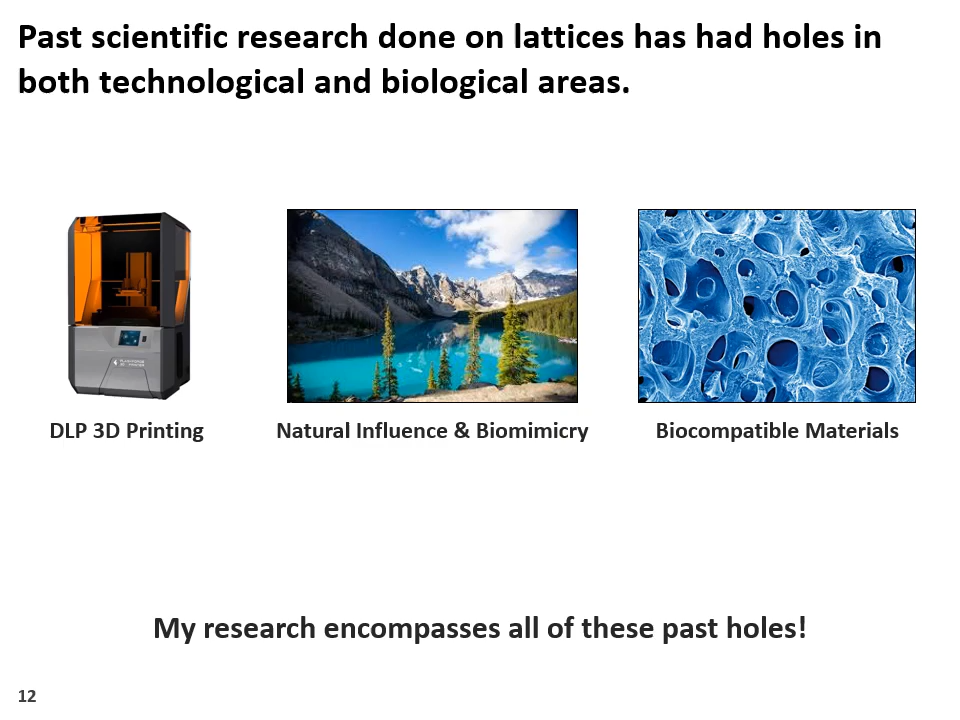 Past scientific research done on lattices has had holes in
both technological and biological areas.
DLP 3D Printing
Natural Influence & Biomimicry
Biocompatible Materials
My research encompasses all of these past holes!
12